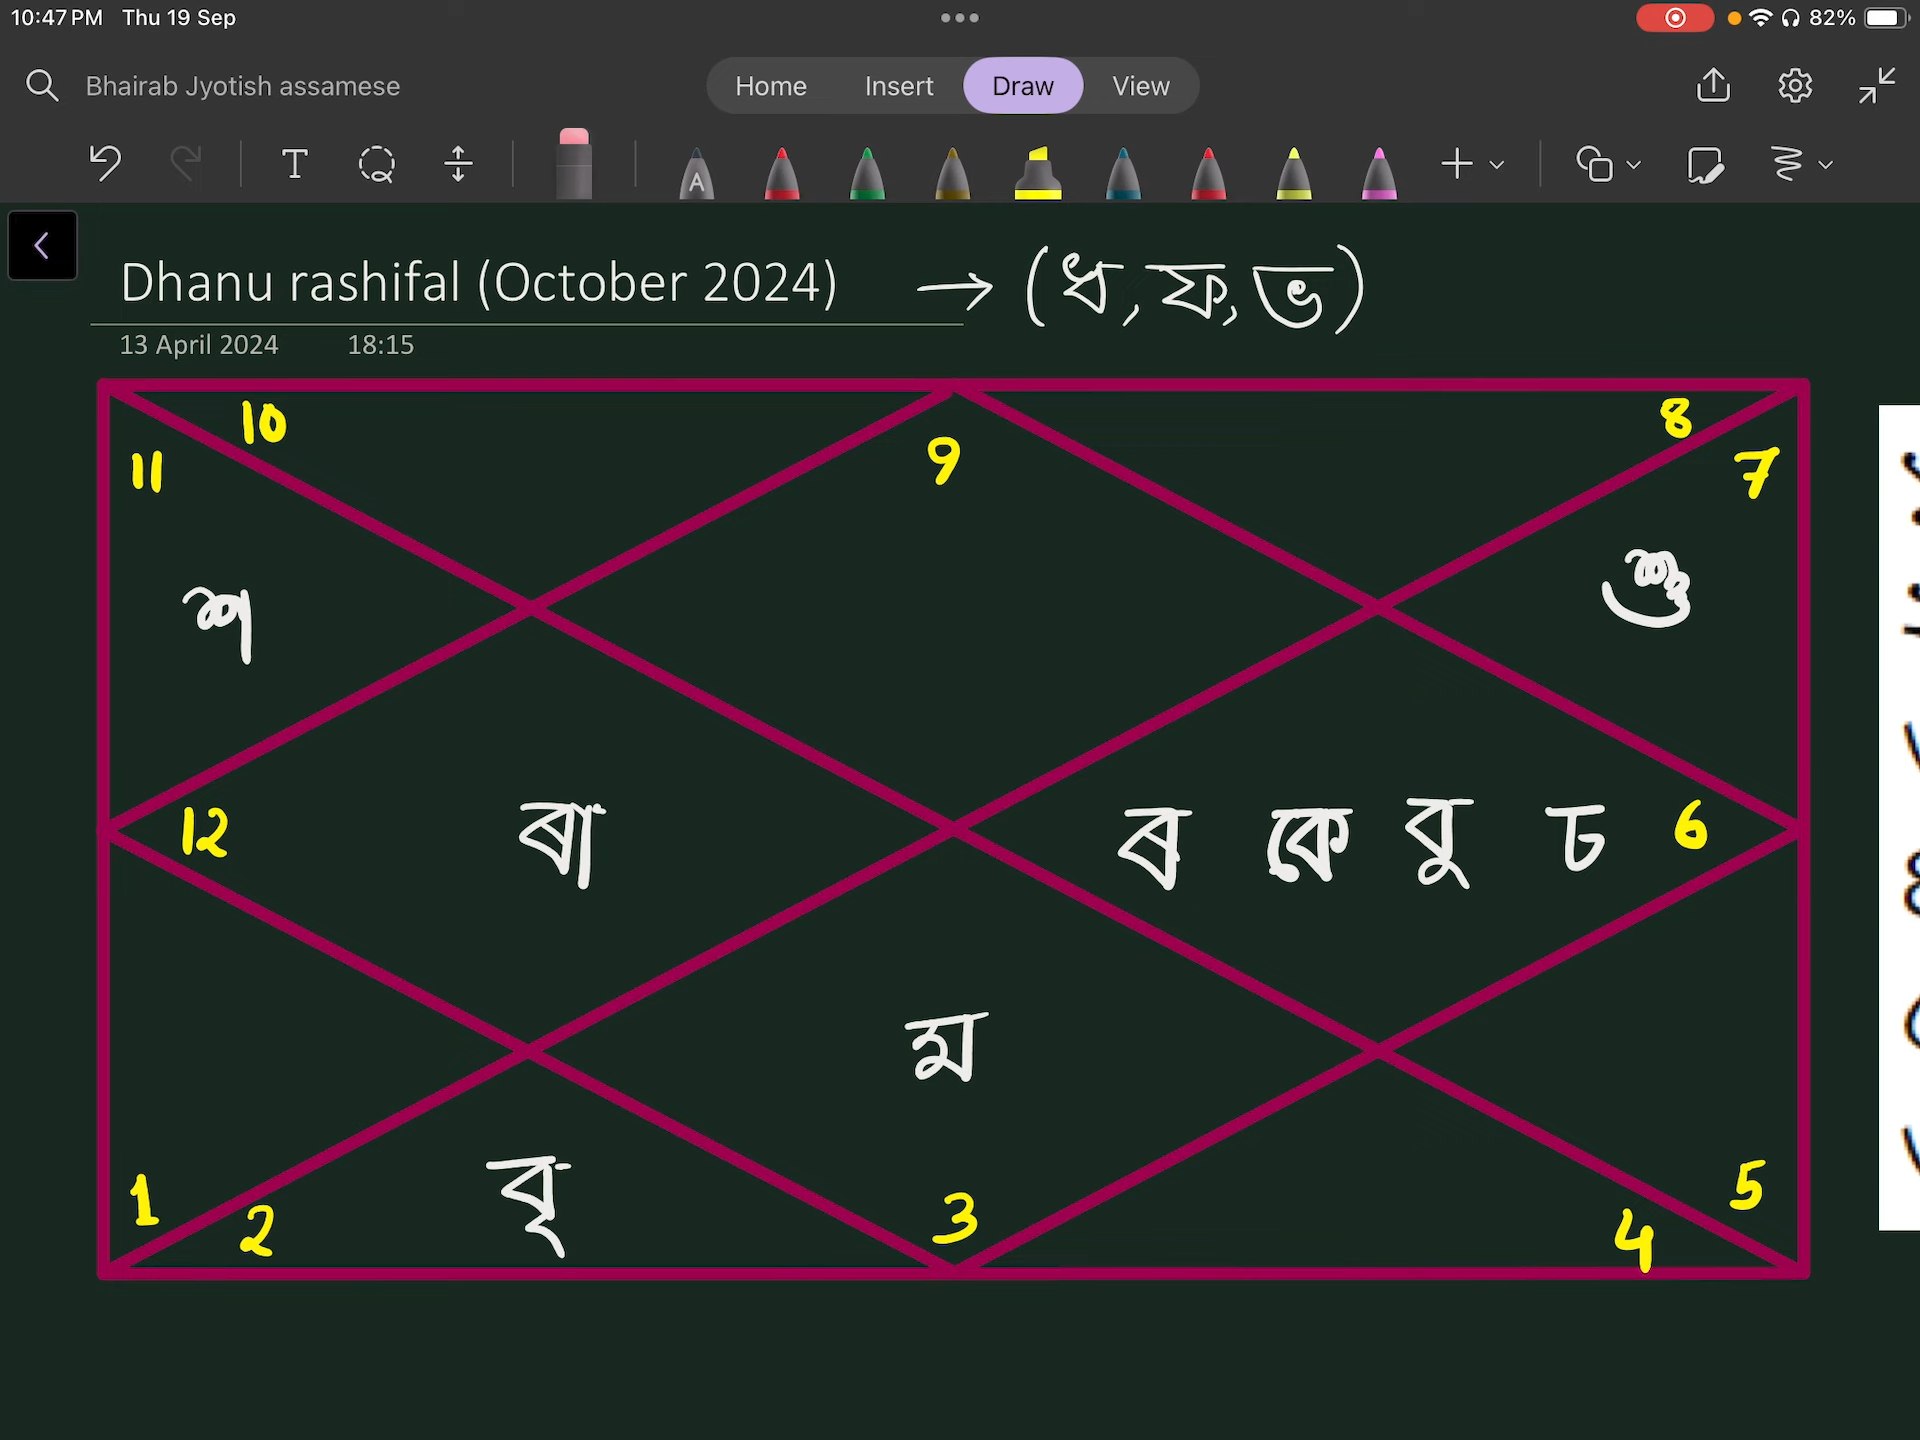 10:47 PM Thu 19 Sep
82%
Bhairab Jyotish assamese
Home Insert Draw View
T
A
Dhanu rashifal (October 2024) → (ধ, ফ, ভ)
13 April 2024 18:15
10 8
11 9 7
শ শু
12 ৰা ৰ কে বু চ 6
ম
1 বৃ 3 5
2 4